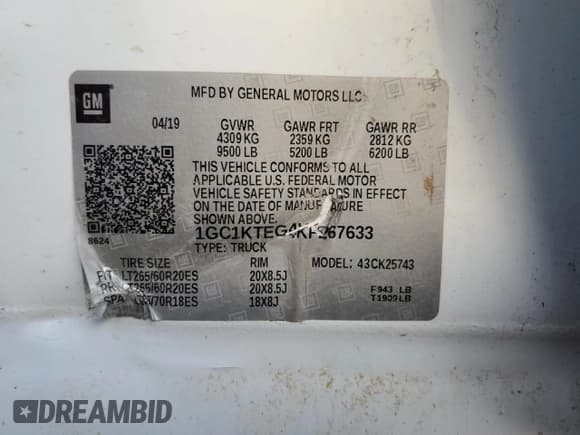 GM
MFD BY GENERAL MOTORS LLC
04/19 GVWR GAWR FRT GAWR RR
4309 KG 2359 KG 2812 KG
9500 LB 5200 LB 6200 LB
THIS VEHICLE CONFORMS TO ALL
APPLICABLE U.S. FEDERAL MOTOR
VEHICLE SAFETY STANDARDS IN EFFECT
ON THE DATE OF MANUFACTURE
SHOWN ABOVE.
8624
TYPE: TRUCK
TIRE SIZE RIM MODEL: 43CK25743
LT265/60R20ES 20X8.5J F943 LB
20X8.5J T1909LB
18X8J
DREAMBID